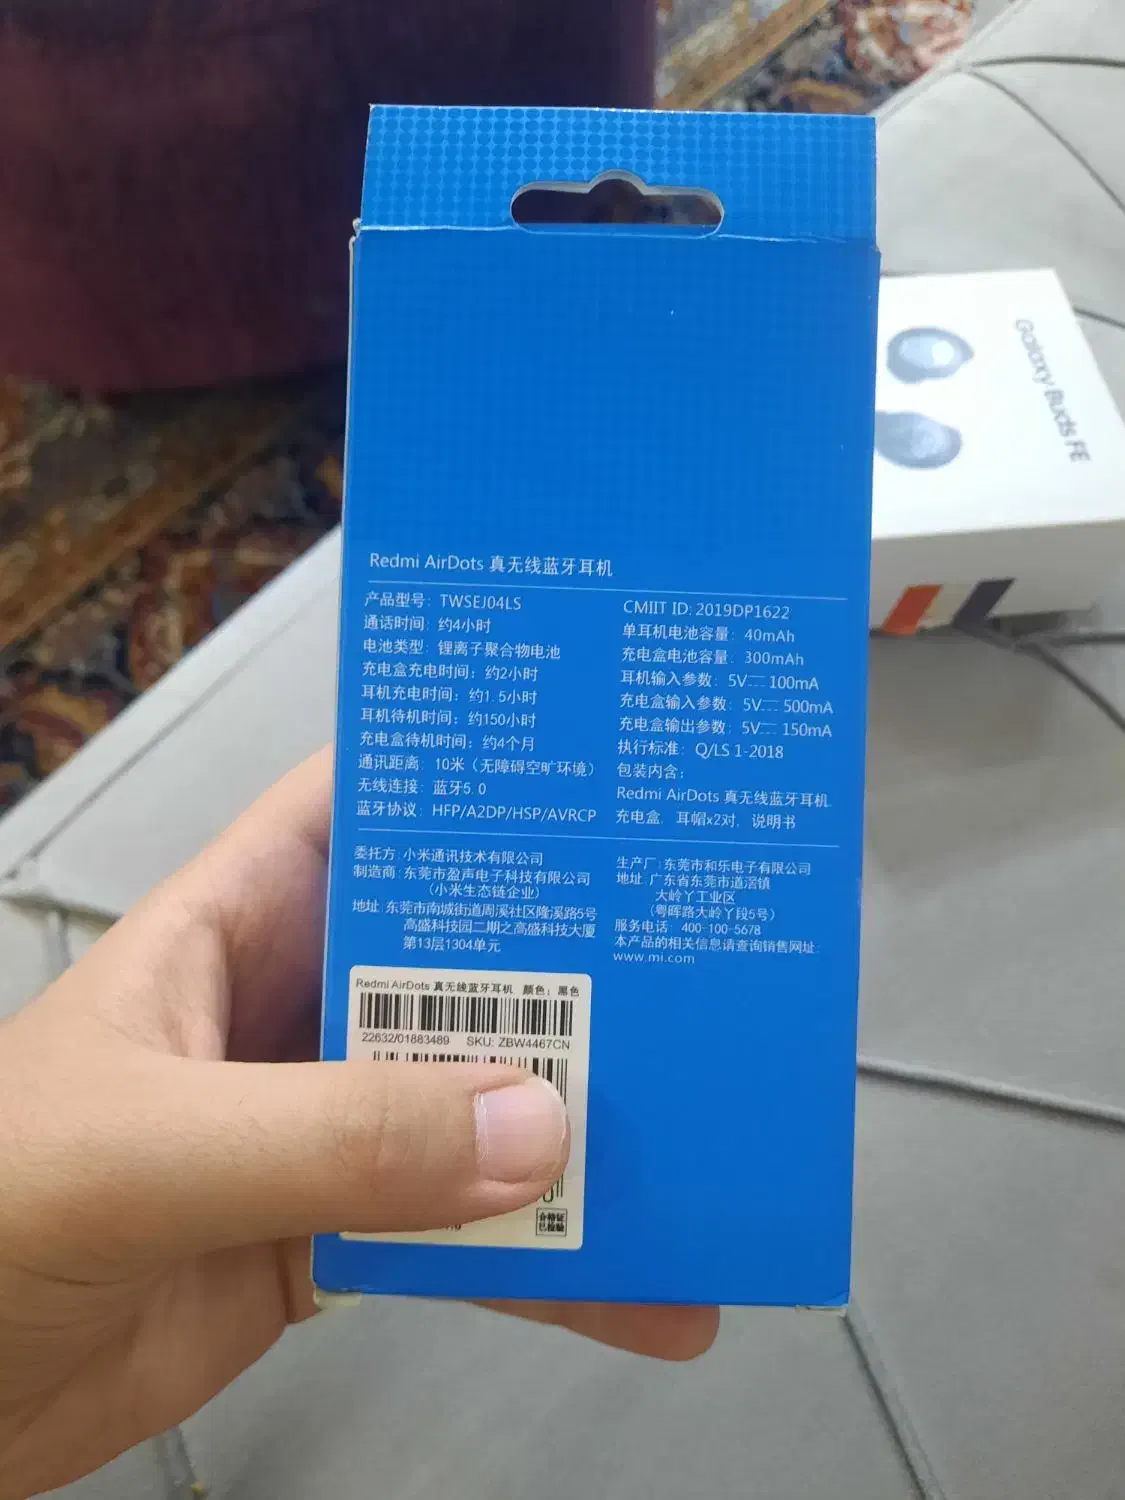 Galaxy Buds FE
Redmi AirDots 真无线蓝牙耳机
产品型号: TWSEJ04LS
通话时间: 约4小时
电池类型: 锂离子聚合物电池
充电盒充电时间: 约2小时
耳机充电时间: 约1.5小时
耳机待机时间: 约150小时
充电盒待机时间: 约4个月
通讯距离: 10米（无障碍空旷环境）
无线连接: 蓝牙5.0
蓝牙协议: HFP/A2DP/HSP/AVRCP
CMIIT ID: 2019DP1622
单耳机电池容量: 40mAh
充电盒电池容量: 300mAh
耳机输入参数: 5V⎓100mA
充电盒输入参数: 5V⎓500mA
充电盒输出参数: 5V⎓150mA
执行标准: Q/LS 1-2018
包装内含:
Redmi AirDots 真无线蓝牙耳机,
充电盒, 耳帽x2对, 说明书
委托方: 小米通讯技术有限公司
制造商: 东莞市盈声电子科技有限公司
（小米生态链企业）
地址: 东莞市南城街道周溪社区隆溪路5号
高盛科技园二期之高盛科技大厦
第13层1304单元
生产厂: 东莞市和乐电子有限公司
地址: 广东省东莞市道滘镇
大岭丫工业区
（粤晖路大岭丫段5号）
服务电话: 400-100-5678
本产品的相关信息请查询销售网址:
www.mi.com
Redmi AirDots 真无线蓝牙耳机 颜色: 黑色
22632/01883489 SKU: ZBW4467CN
合格证
已检验